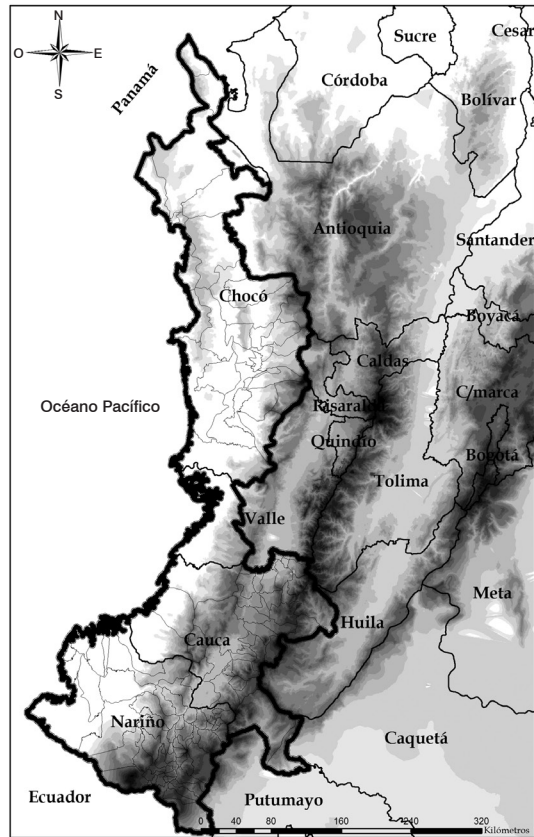 N
O
E
S
Panamá
Sucre
Cesar
Córdoba
Bolívar
Antioquia
Santander
Chocó
Boyacá
Caldas
C/marca
Océano Pacífico
Risaralda
Quindío
Bogotá
Tolima
Valle
Meta
Huila
Cauca
Nariño
Caquetá
Ecuador
Putumayo
0 40 80 160 240 320
Kilómetros